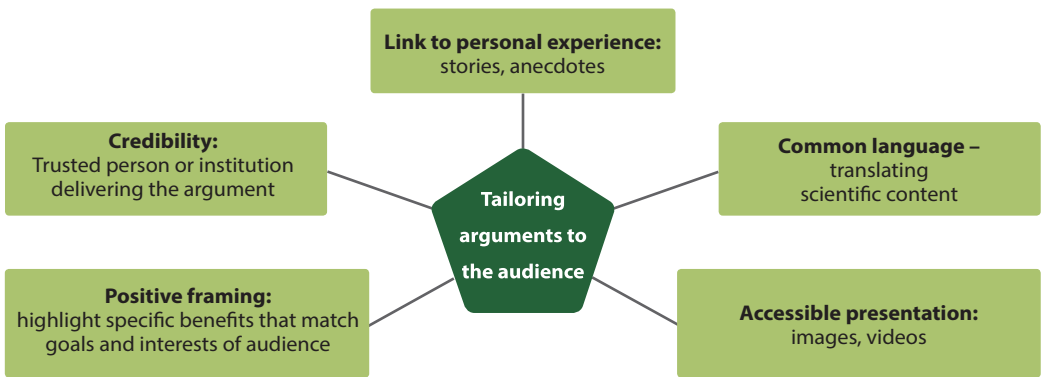 Link to personal experience:
stories, anecdotes
Credibility:
Trusted person or institution
delivering the argument
Common language –
translating
scientific content
Tailoring
arguments to
the audience
Positive framing:
highlight specific benefits that match
goals and interests of audience
Accessible presentation:
images, videos